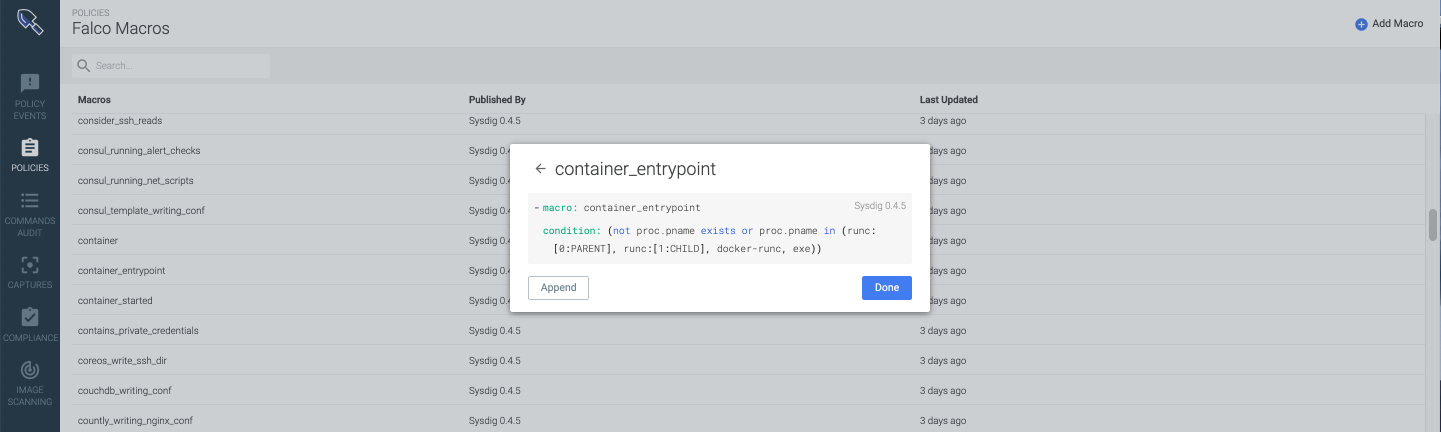 POLICIES
Falco Macros
Add Macro
Search...
POLICY
EVENTS
POLICIES
COMMANDS
AUDIT
CAPTURES
COMPLIANCE
IMAGE
SCANNING
Macros Published By Last Updated
consider_ssh_reads Sysdig 0.4.5 3 days ago
consul_running_alert_checks Sysdig 0.4 days ago
consul_running_net_scripts Sysdig 0.4 days ago
consul_template_writing_conf Sysdig 0.4 days ago
container Sysdig 0.4 days ago
container_entrypoint Sysdig 0.4 days ago
container_started Sysdig 0.4 days ago
contains_private_credentials Sysdig 0.4.5 3 days ago
coreos_write_ssh_dir Sysdig 0.4.5 3 days ago
couchdb_writing_conf Sysdig 0.4.5 3 days ago
countly_writing_nginx_conf Sysdig 0.4.5 3 days ago
← container_entrypoint
- macro: container_entrypoint Sysdig 0.4.5
condition: (not proc.pname exists or proc.pname in (runc:
[0:PARENT], runc:[1:CHILD], docker-runc, exe))
Append Done